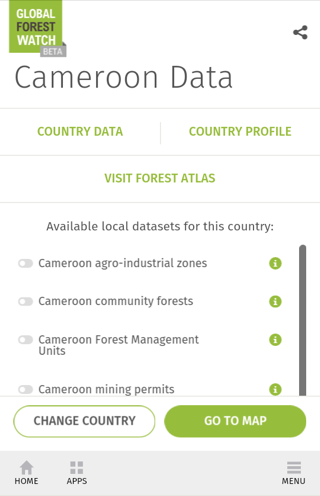 GLOBAL
FOREST
WATCH
BETA
Cameroon Data
COUNTRY DATA
COUNTRY PROFILE
VISIT FOREST ATLAS
Available local datasets for this country:
Cameroon agro-industrial zones
Cameroon community forests
Cameroon Forest Management
Units
Cameroon mining permits
CHANGE COUNTRY
GO TO MAP
HOME
APPS
MENU